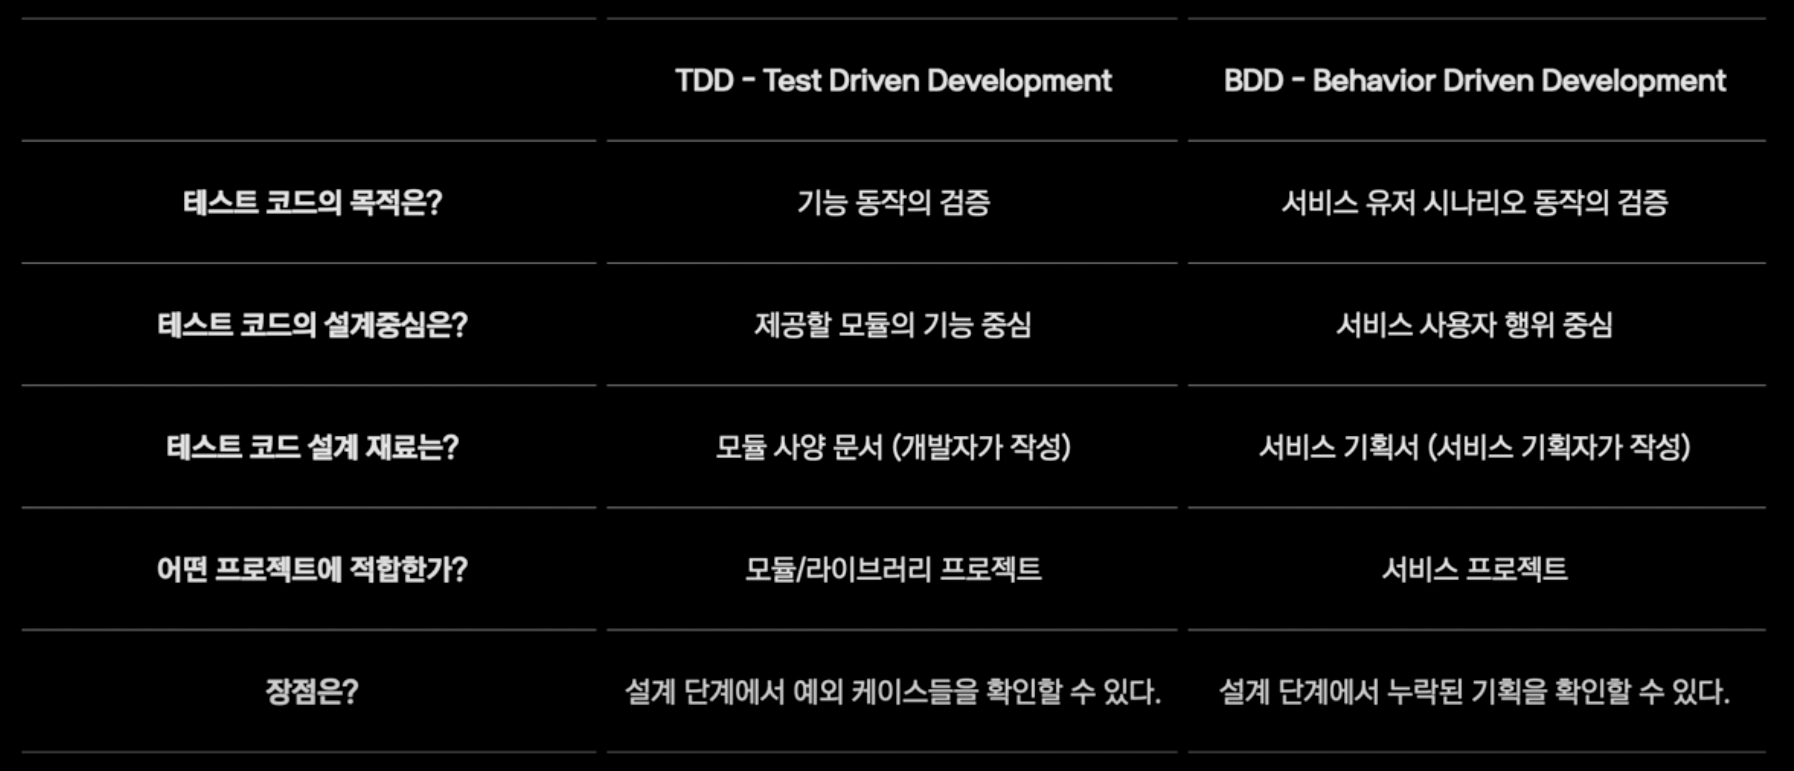 TDD - Test Driven Development
BDD - Behavior Driven Development
테스트 코드의 목적은?
기능 동작의 검증
서비스 유저 시나리오 동작의 검증
테스트 코드의 설계중심은?
제공할 모듈의 기능 중심
서비스 사용자 행위 중심
테스트 코드 설계 재료는?
모듈 사양 문서 (개발자가 작성)
서비스 기획서 (서비스 기획자가 작성)
어떤 프로젝트에 적합한가?
모듈/라이브러리 프로젝트
서비스 프로젝트
장점은?
설계 단계에서 예외 케이스들을 확인할 수 있다.
설계 단계에서 누락된 기획을 확인할 수 있다.